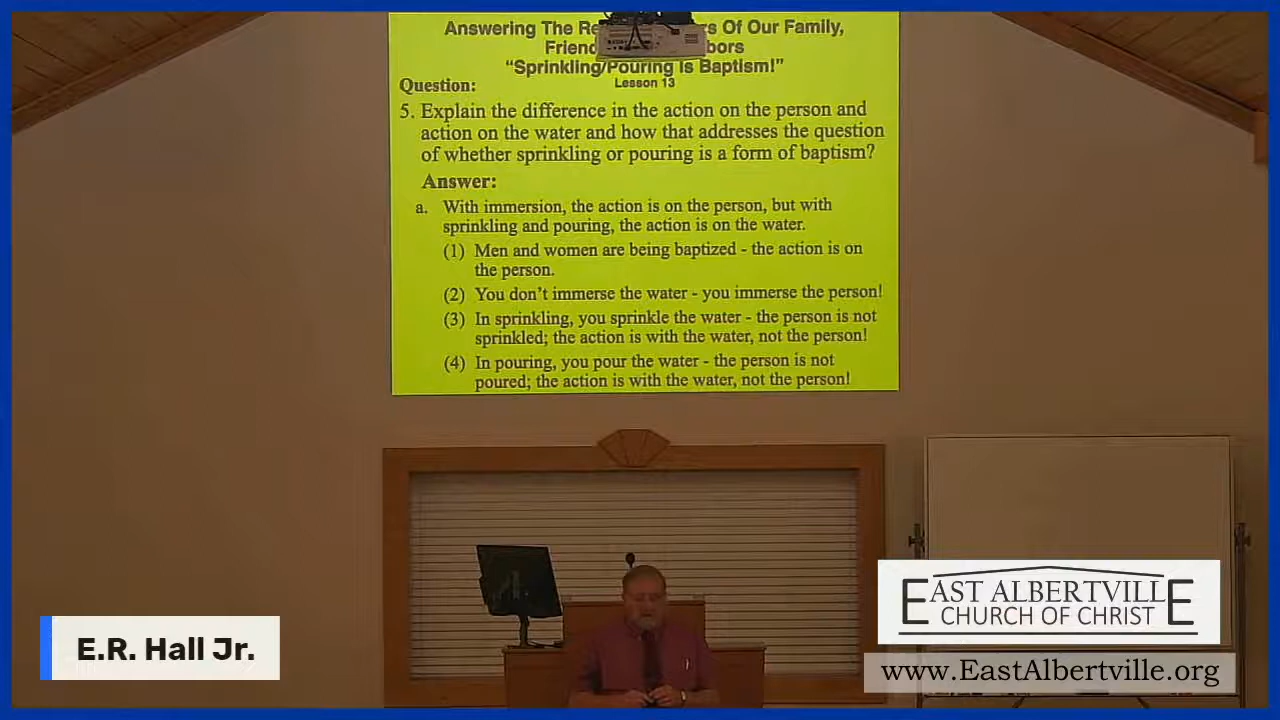 Answering The Re s Of Our Family,
Frien bors
“Sprinkling/Pouring Is Baptism!”
Lesson 13
Question:
5. Explain the difference in the action on the person and
action on the water and how that addresses the question
of whether sprinkling or pouring is a form of baptism?
Answer:
a. With immersion, the action is on the person, but with
sprinkling and pouring, the action is on the water.
(1) Men and women are being baptized - the action is on
the person.
(2) You don’t immerse the water - you immerse the person!
(3) In sprinkling, you sprinkle the water - the person is not
sprinkled; the action is with the water, not the person!
(4) In pouring, you pour the water - the person is not
poured; the action is with the water, not the person!
E.R. Hall Jr.
EAST ALBERTVILLE
CHURCH OF CHRIST
www.EastAlbertville.org